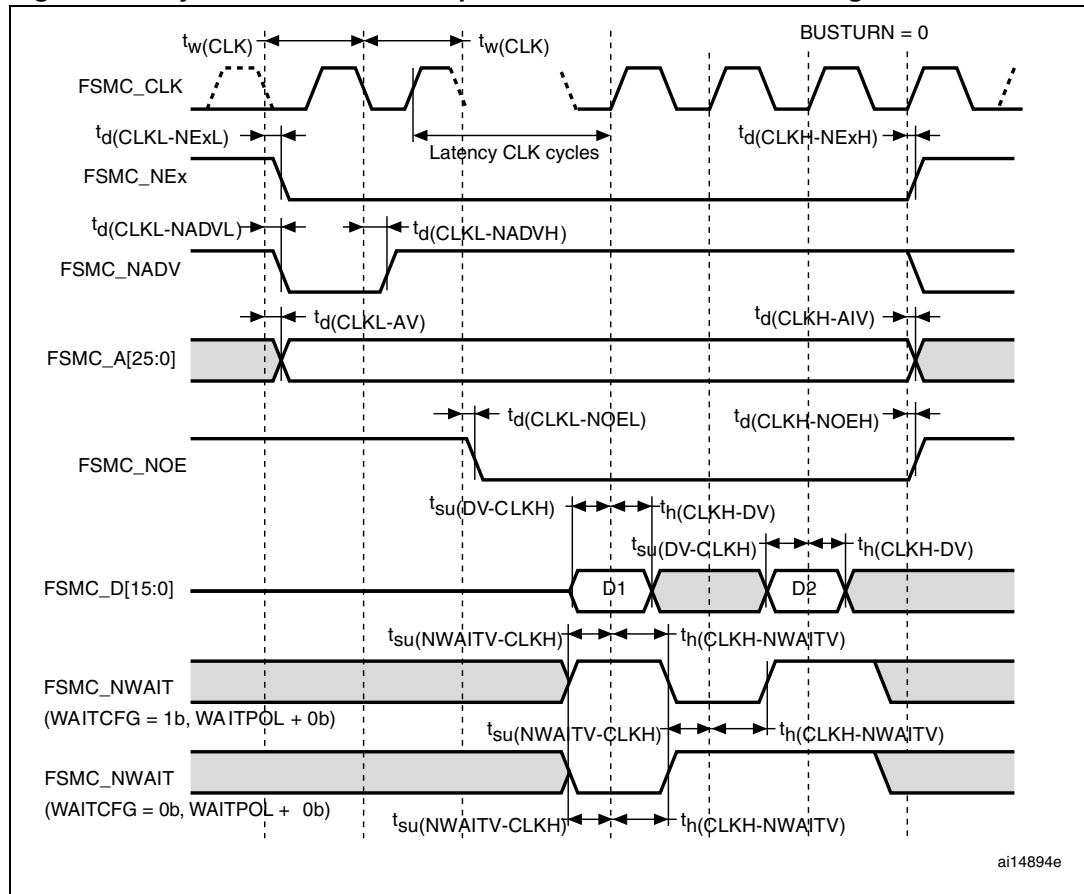 BUSTURN = 0
tw(CLK) tw(CLK)
FSMC_CLK
td(CLKL-NExL) Latency CLK cycles td(CLKH-NExH)
FSMC_NEx
td(CLKL-NADVL) td(CLKL-NADVH)
FSMC_NADV
td(CLKL-AV) td(CLKH-AIV)
FSMC_A[25:0]
td(CLKL-NOEL) td(CLKH-NOEH)
FSMC_NOE
tsu(DV-CLKH) th(CLKH-DV)
tsu(DV-CLKH) th(CLKH-DV)
FSMC_D[15:0] D1 D2
tsu(NWAITV-CLKH) th(CLKH-NWAITV)
FSMC_NWAIT
(WAITCFG = 1b, WAITPOL + 0b)
tsu(NWAITV-CLKH) th(CLKH-NWAITV)
FSMC_NWAIT
(WAITCFG = 0b, WAITPOL + 0b)
tsu(NWAITV-CLKH) th(CLKH-NWAITV)
ai14894e